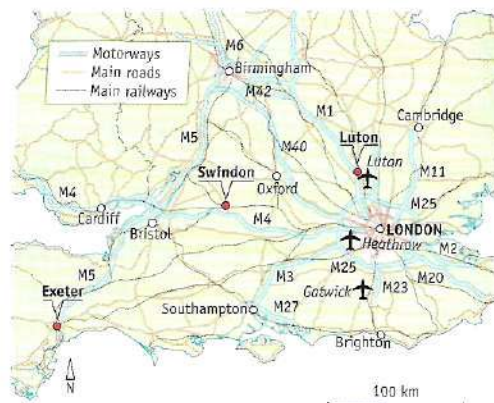 Motorways
Main roads
Main railways
M6
Birmingham
M42
M1
Cambridge
M5
M40
Luton
Luton
Swindon
Oxford
M11
M4
M25
Cardiff
M4
LONDON
Bristol
Heathrow
M2
M5
M3
M25
M20
Exeter
Gatwick
M23
Southampton
M27
Brighton
N
100 km